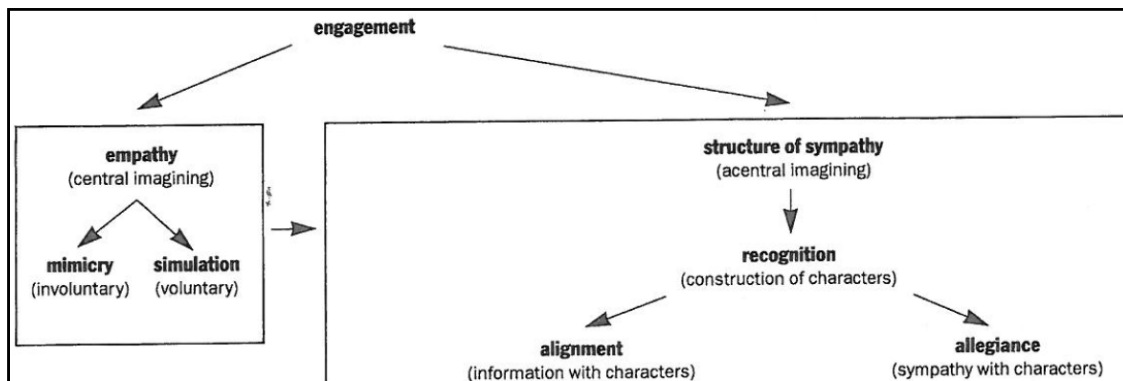 engagement
empathy
(central imagining)
mimicry
(involuntary)
simulation
(voluntary)
structure of sympathy
(acentral imagining)
recognition
(construction of characters)
alignment
(information with characters)
allegiance
(sympathy with characters)